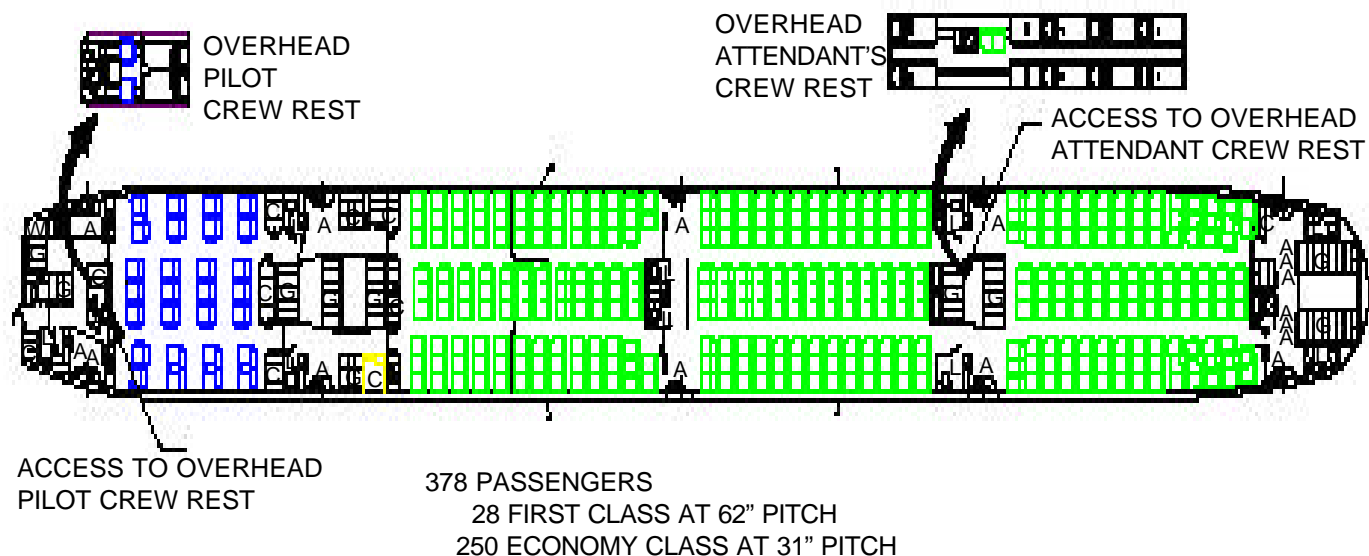 OVERHEAD
PILOT
CREW REST
OVERHEAD
ATTENDANT'S
CREW REST
ACCESS TO OVERHEAD
ATTENDANT CREW REST
ACCESS TO OVERHEAD
PILOT CREW REST
378 PASSENGERS
28 FIRST CLASS AT 62” PITCH
250 ECONOMY CLASS AT 31” PITCH